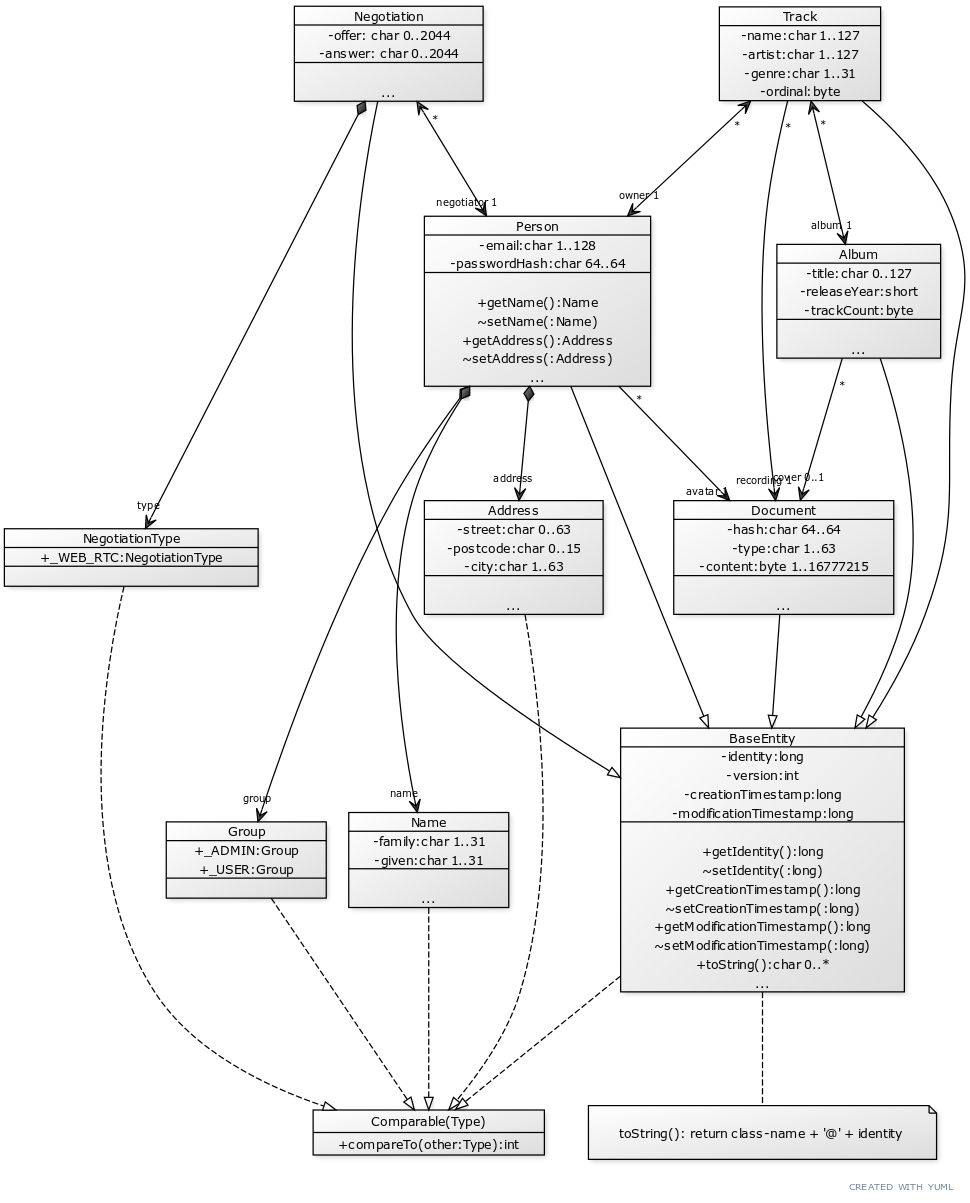 Negotiation
-offer: char 0..2044
-answer: char 0..2044
...
Track
-name:char 1..127
-artist:char 1..127
-genre:char 1..31
-ordinal:byte
*
*
*
*
negotiator 1
owner 1
album 1
Person
-email:char 1..128
-passwordHash:char 64..64
+getName():Name
~setName(:Name)
+getAddress():Address
~setAddress(:Address)
...
Album
-title:char 0..127
-releaseYear:short
-trackCount:byte
...
*
*
type
address
avatar
recording 1
cover 0..1
NegotiationType
+_WEB_RTC:NegotiationType
Address
-street:char 0..63
-postcode:char 0..15
-city:char 1..63
...
Document
-hash:char 64..64
-type:char 1..63
-content:byte 1..16777215
...
group
name
Group
+_ADMIN:Group
+_USER:Group
Name
-family:char 1..31
-given:char 1..31
...
BaseEntity
-identity:long
-version:int
-creationTimestamp:long
-modificationTimestamp:long
+getIdentity():long
~setIdentity(:long)
+getCreationTimestamp():long
~setCreationTimestamp(:long)
+getModificationTimestamp():long
~setModificationTimestamp(:long)
+toString():char 0..*
...
Comparable(Type)
+compareTo(other:Type):int
toString(): return class-name + '@' + identity
CREATED WITH YUML